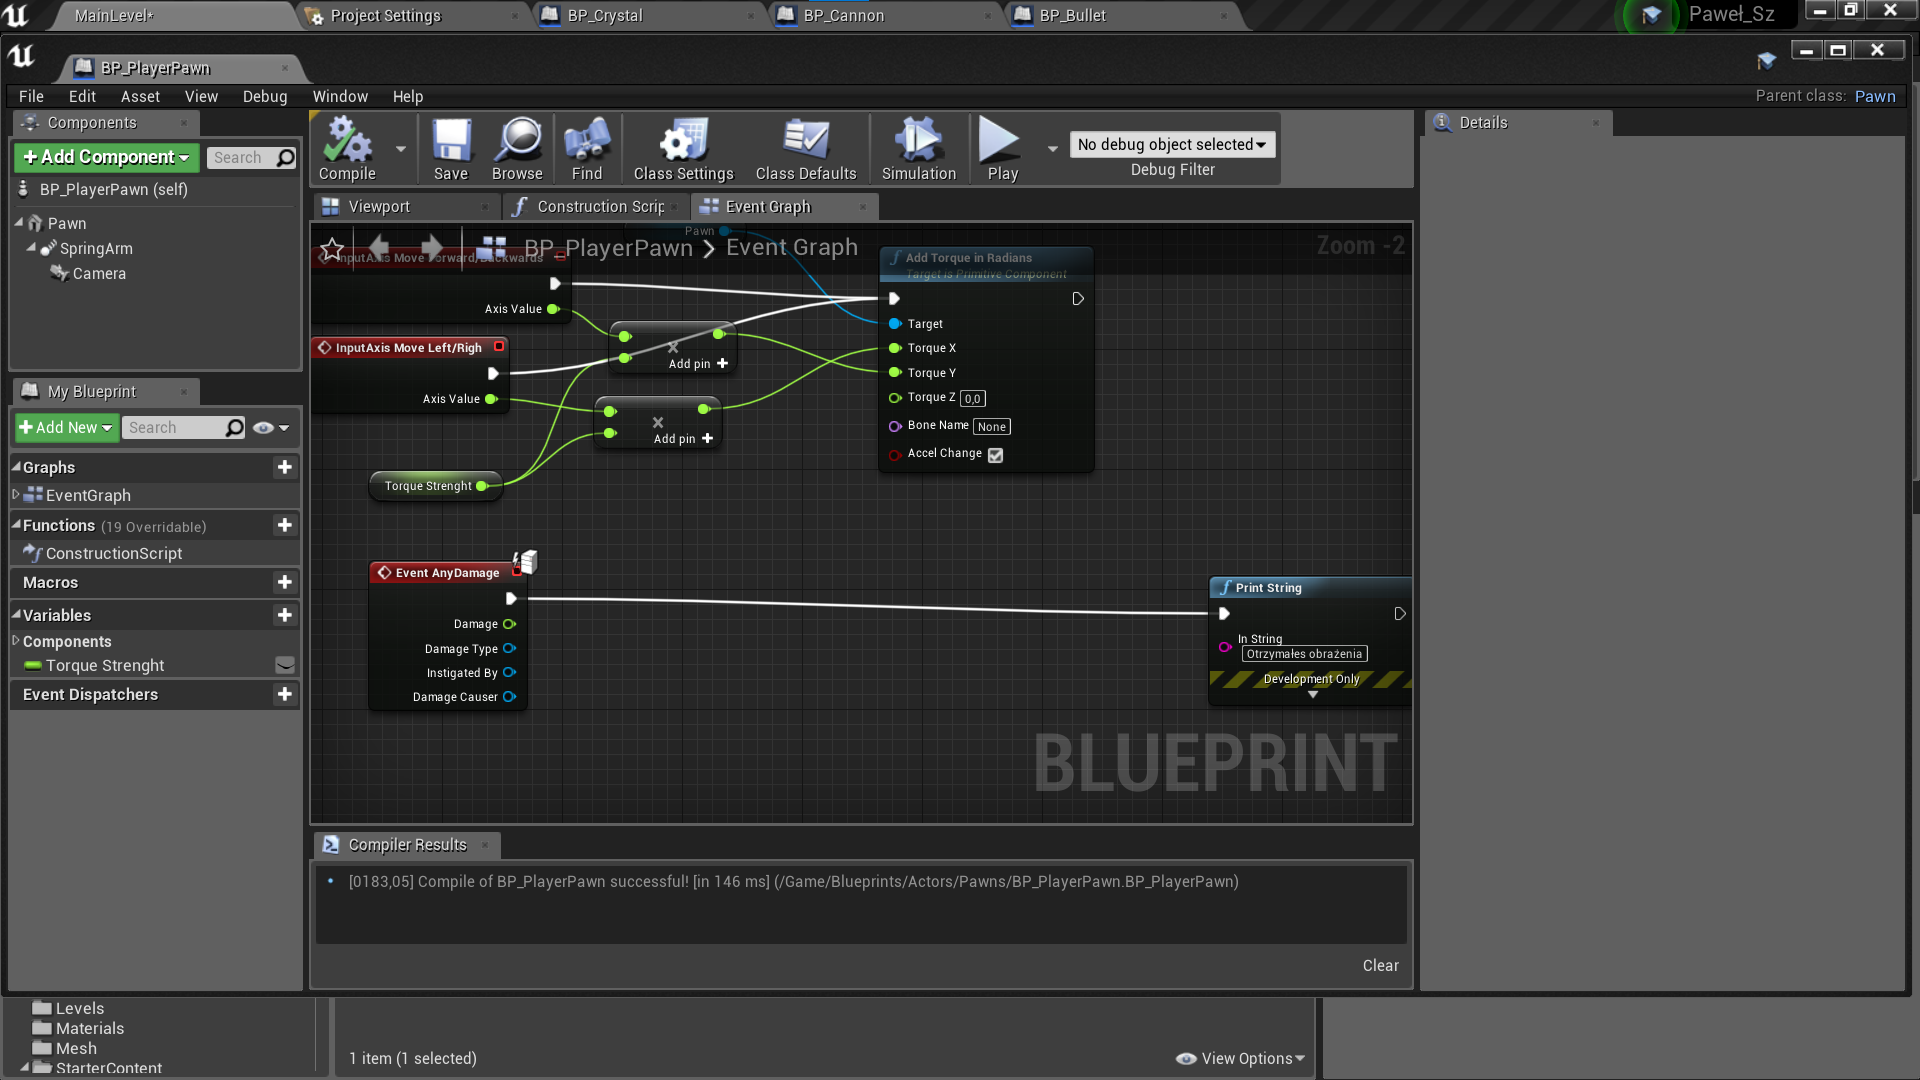 MainLevel*
Project Settings
BP_Crystal
BP_Cannon
BP_Bullet
Paweł_Sz
BP_PlayerPawn
File Edit Asset View Debug Window Help
Parent class: Pawn
Components
+ Add Component
Search
BP_PlayerPawn (self)
Pawn
SpringArm
Camera
Compile
Save
Browse
Find
Class Settings
Class Defaults
Simulation
Play
No debug object selected
Debug Filter
Details
Viewport
Construction Scrip
Event Graph
BP_PlayerPawn > Event Graph
Zoom -2
Pawn
InputAxis Move Forward/Backwards
Axis Value
InputAxis Move Left/Righ
Axis Value
Add pin +
Add pin +
Torque Strenght
Add Torque in Radians
Target is Primitive Component
Target
Torque X
Torque Y
Torque Z 0,0
Bone Name None
Accel Change
Event AnyDamage
Damage
Damage Type
Instigated By
Damage Causer
Print String
In String
Otrzymałes obrażenia
Development Only
BLUEPRINT
My Blueprint
+ Add New
Search
Graphs
EventGraph
Functions (19 Overridable)
ConstructionScript
Macros
Variables
Components
Torque Strenght
Event Dispatchers
Compiler Results
[0183,05] Compile of BP_PlayerPawn successful! [in 146 ms] (/Game/Blueprints/Actors/Pawns/BP_PlayerPawn.BP_PlayerPawn)
Clear
Levels
Materials
Mesh
StarterContent
1 item (1 selected)
View Options